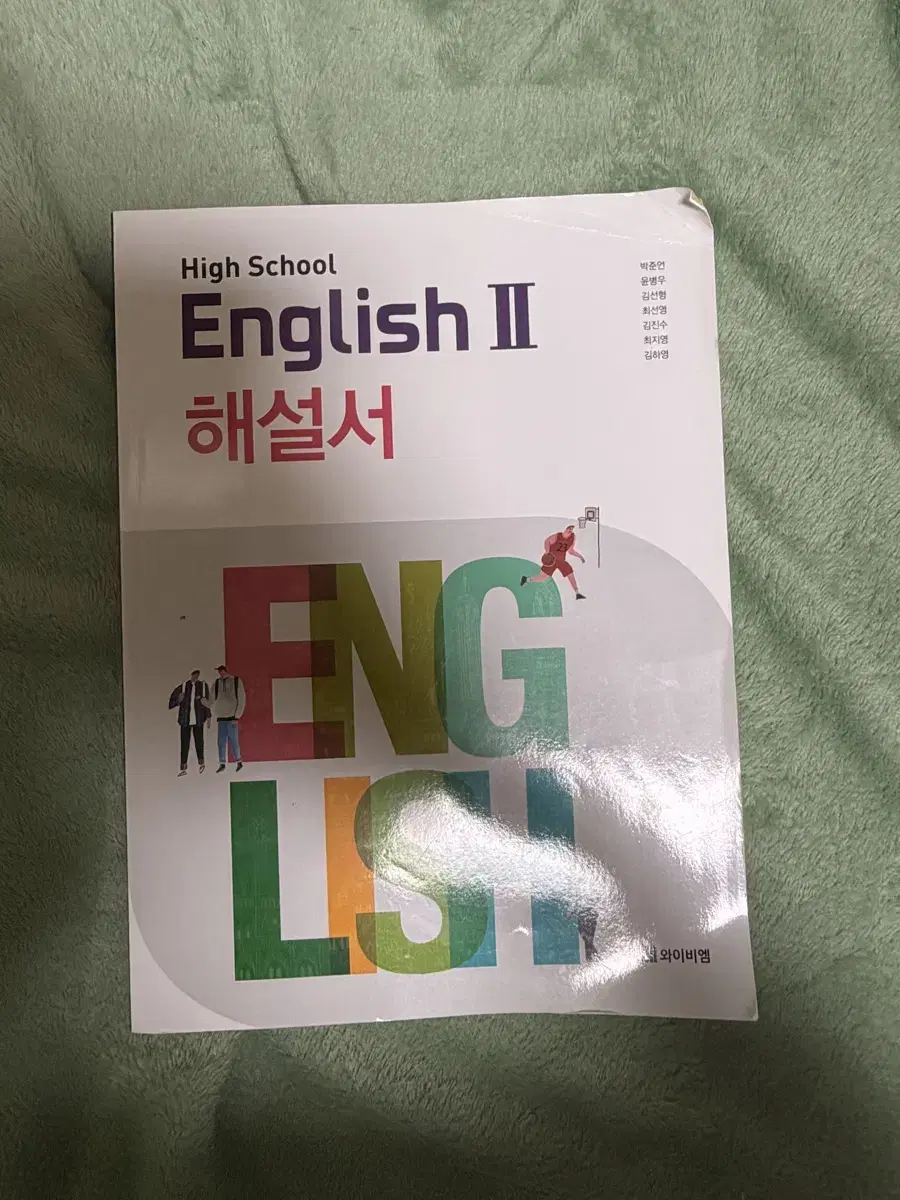 High School
English Ⅱ
해설서
박준언
윤병우
김선형
최선영
김진수
최지영
김하영
ENG
23
LISH
와이비엠